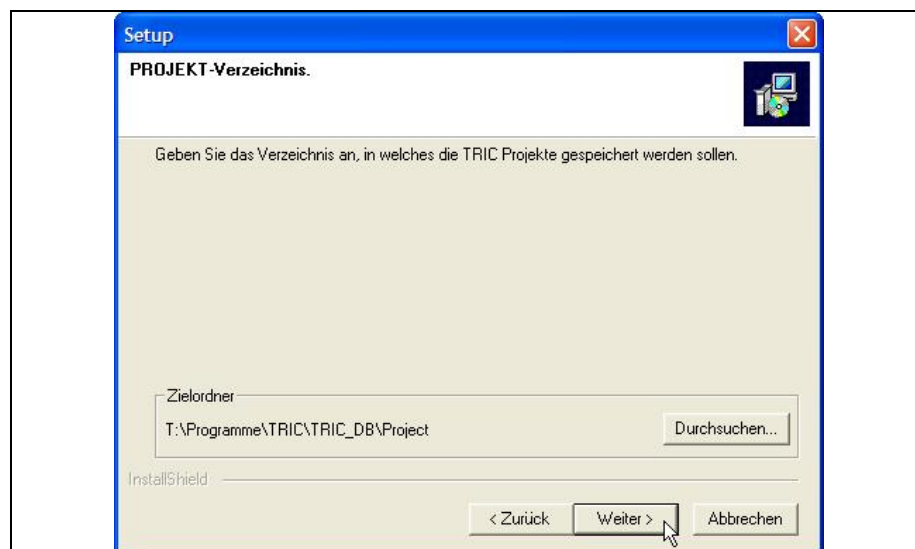 Setup
PROJEKT-Verzeichnis.
Geben Sie das Verzeichnis an, in welches die TRIC Projekte gespeichert werden sollen.
Zielordner
T:\Programme\TRIC\TRIC_DB\Project
Durchsuchen...
InstallShield
< Zurück
Weiter >
Abbrechen